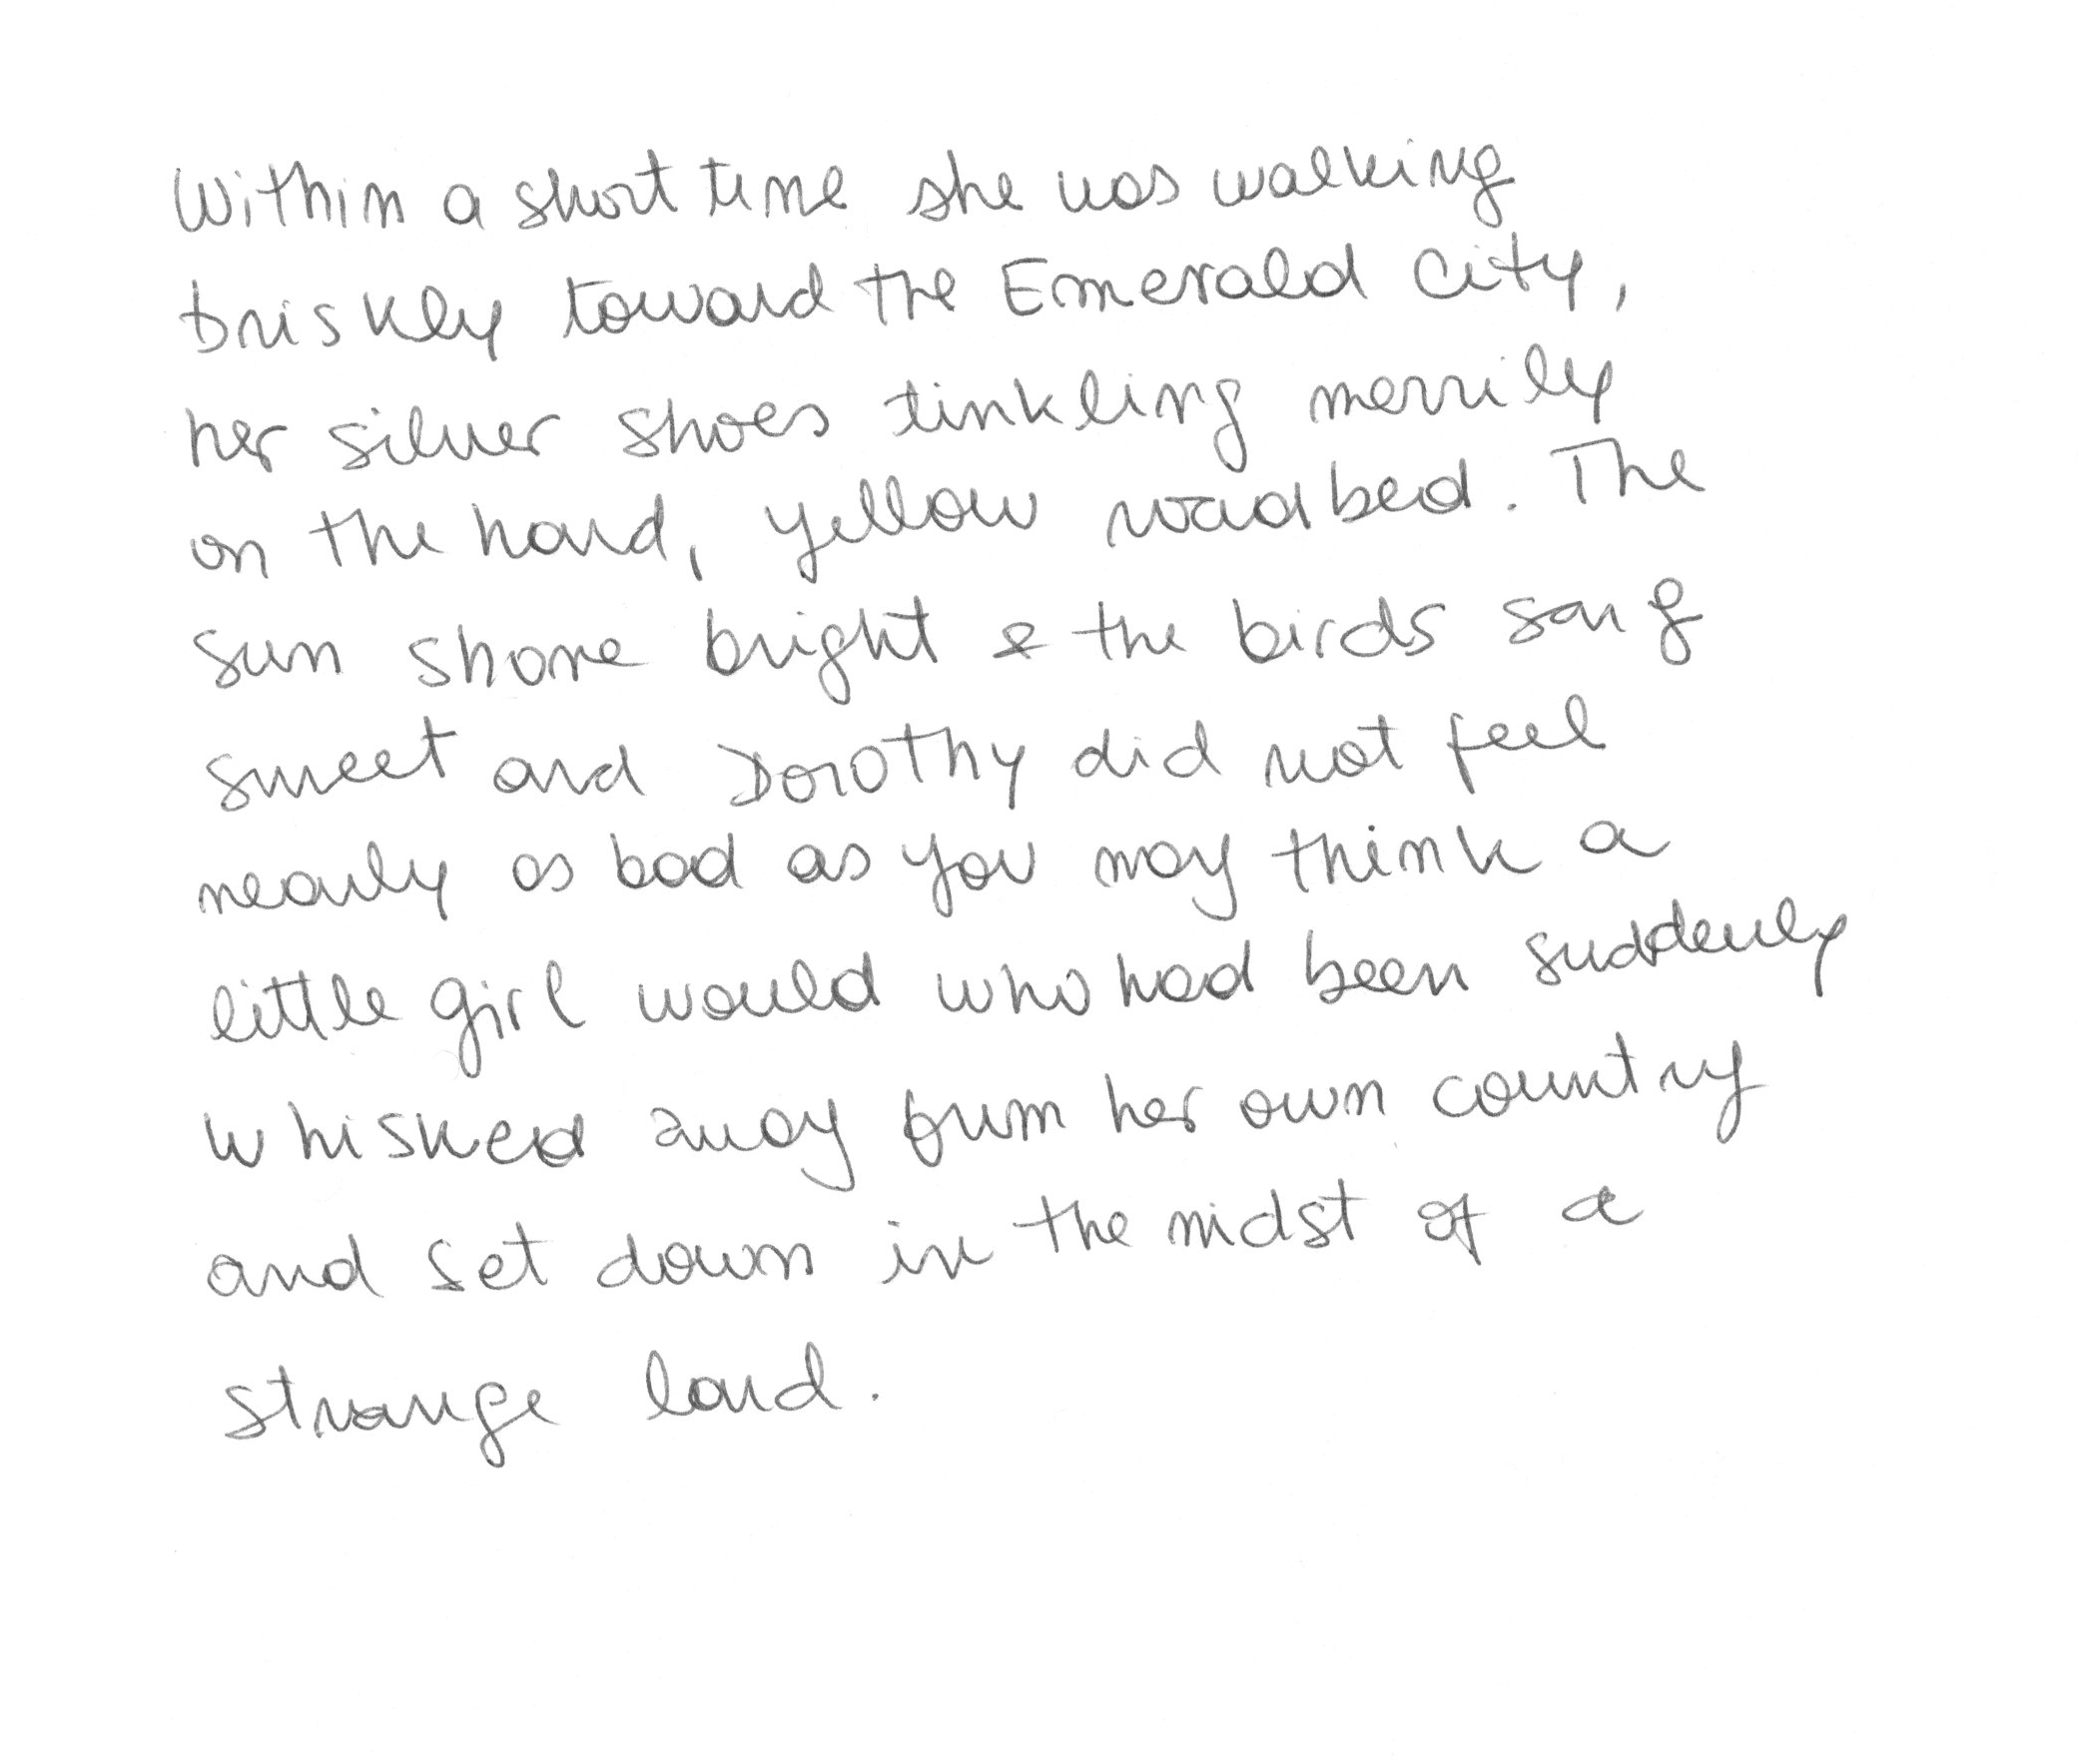 Within a short time she was walking
briskly toward the Emerald City,
her silver shoes tinkling merrily
on the hard, yellow roadbed. The
sun shone bright & the birds sang
sweet and Dorothy did not feel
nearly as bad as you may think a
little girl would who had been suddenly
whisked away from her own country
and set down in the midst of a
strange land.